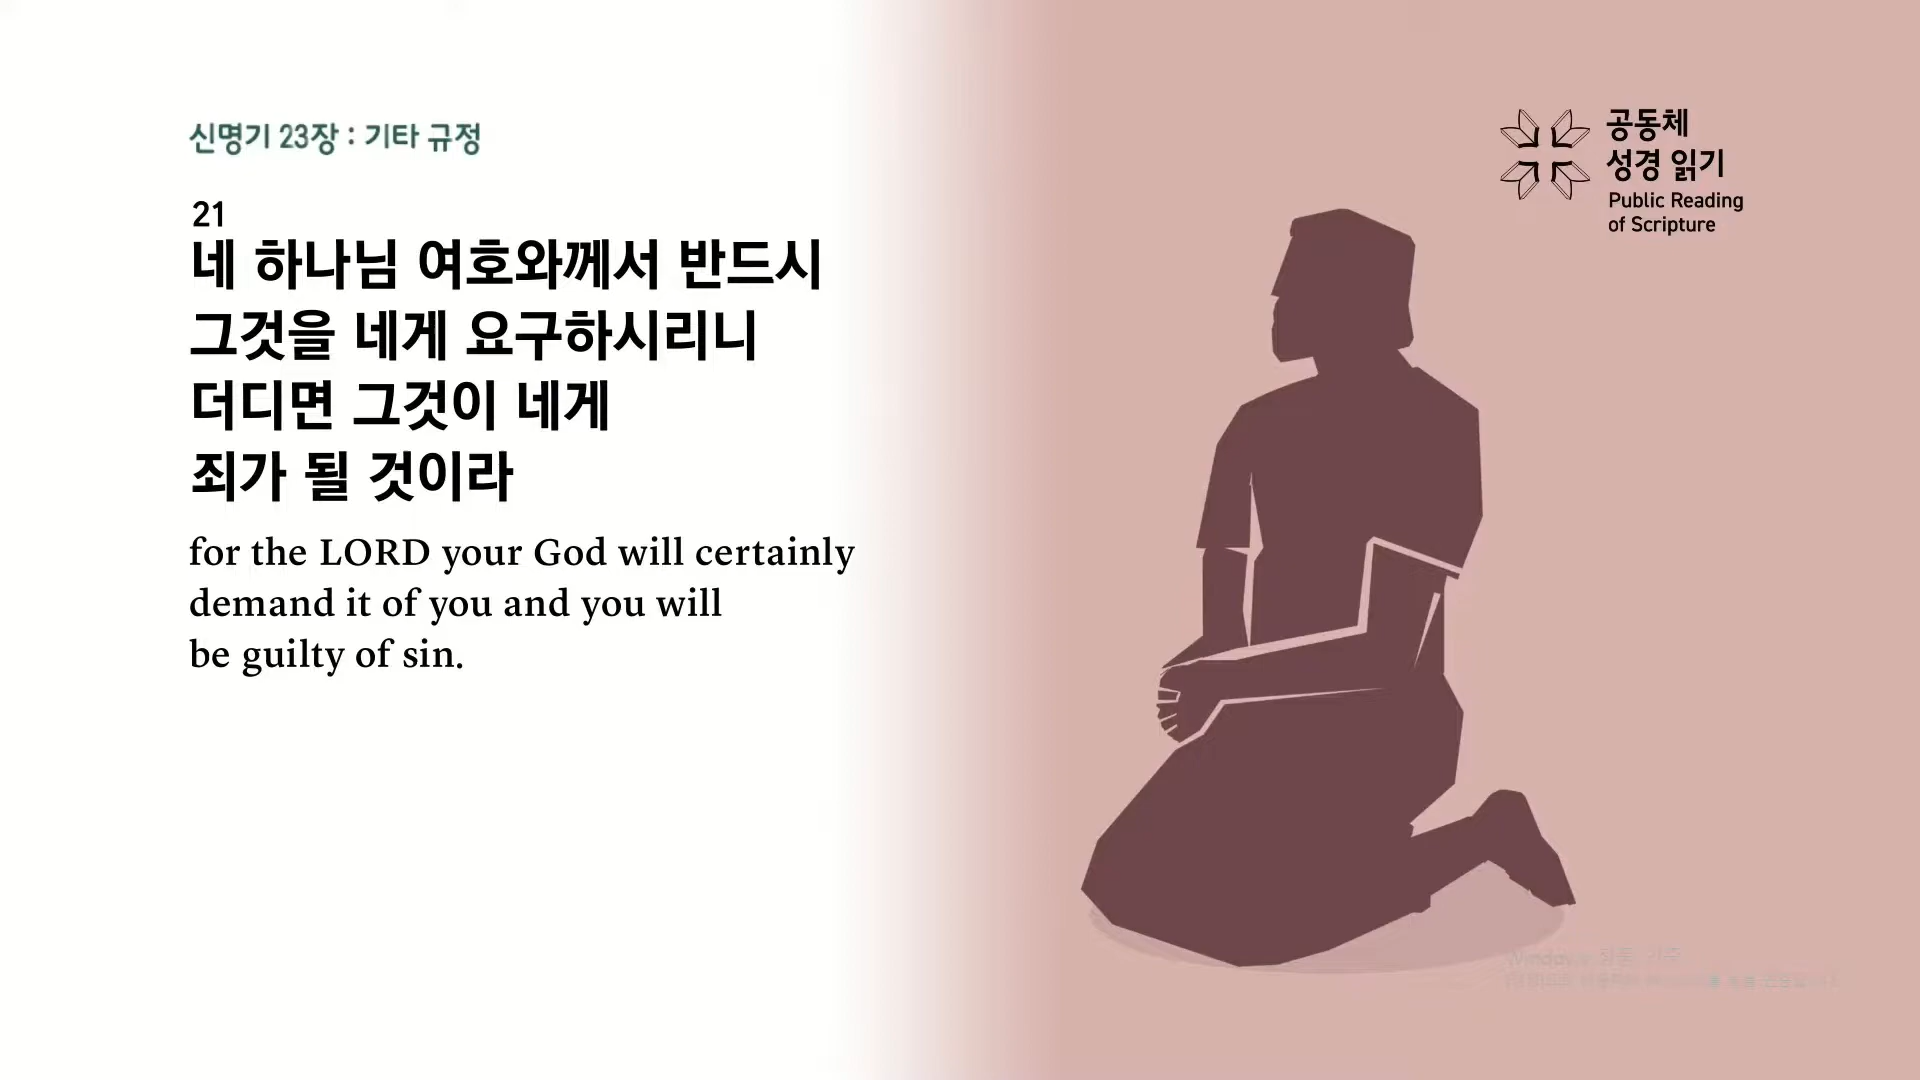 신명기 23장 : 기타 규정
21
네 하나님 여호와께서 반드시
그것을 네게 요구하시리니
더디면 그것이 네게
죄가 될 것이라
for the LORD your God will certainly
demand it of you and you will
be guilty of sin.
공동체
성경 읽기
Public Reading
of Scripture